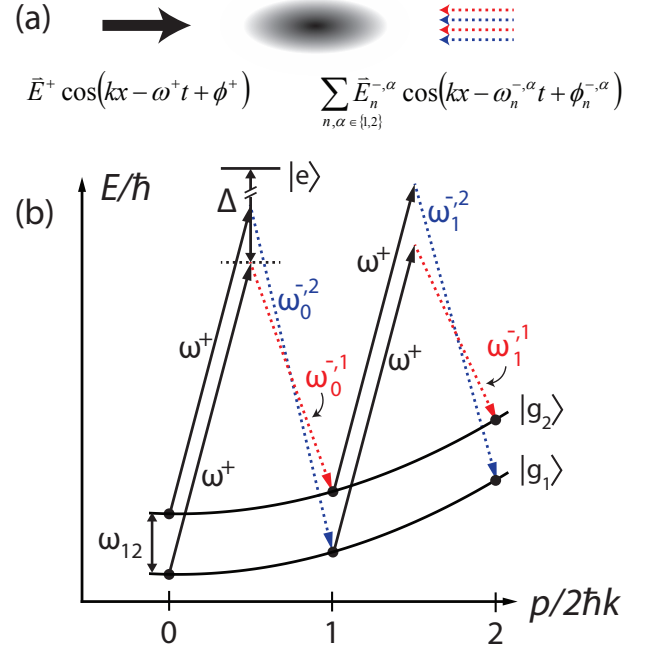 (a)
E⃗⁺ cos(kx − ω⁺t + ϕ⁺)
∑ₙ,α ∈ {1,2} E⃗ₙ⁻,α cos(kx − ωₙ⁻,α t + ϕₙ⁻,α)
(b)
E/ħ
|e⟩
Δ
ω₁⁻,²
ω⁺
ω₀⁻,²
ω⁺
ω₀⁻,¹
ω⁺
ω⁺
ω₁⁻,¹
|g₂⟩
|g₁⟩
ω₁₂
0
1
2
p/2ħk